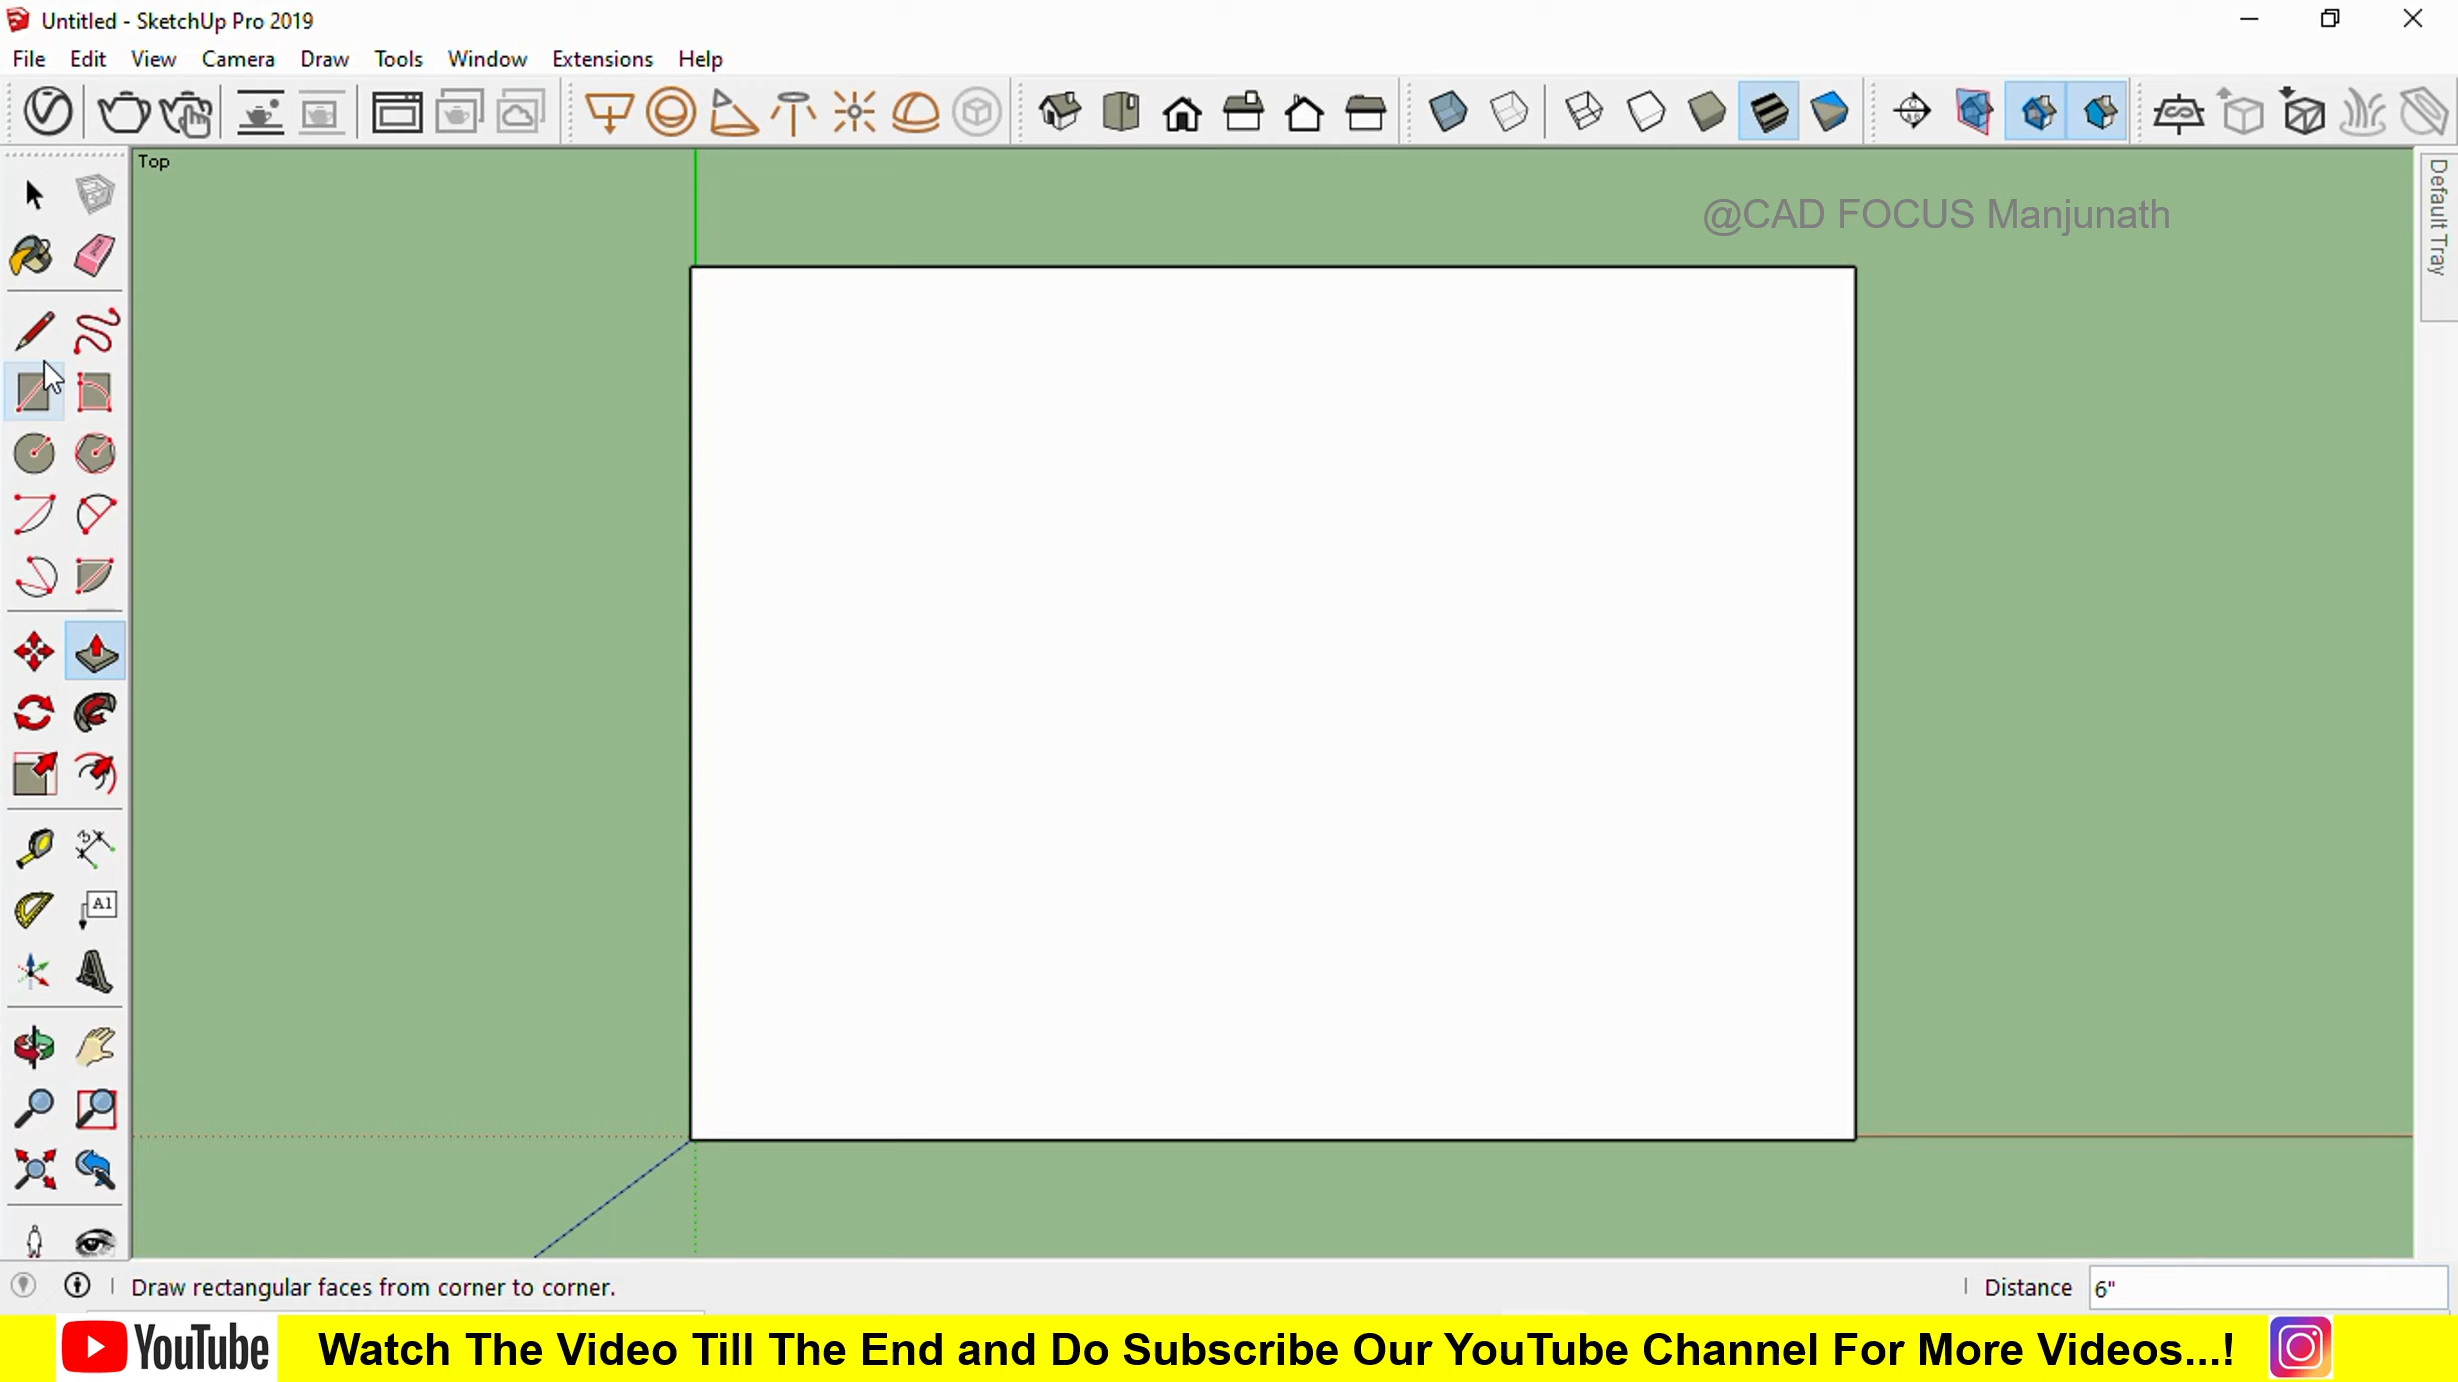 Untitled - SketchUp Pro 2019
File Edit View Camera Draw Tools Window Extensions Help
Top
@CAD FOCUS Manjunath
Default Tray
A1
Draw rectangular faces from corner to corner.
Distance 6"
YouTube Watch The Video Till The End and Do Subscribe Our YouTube Channel For More Videos...!